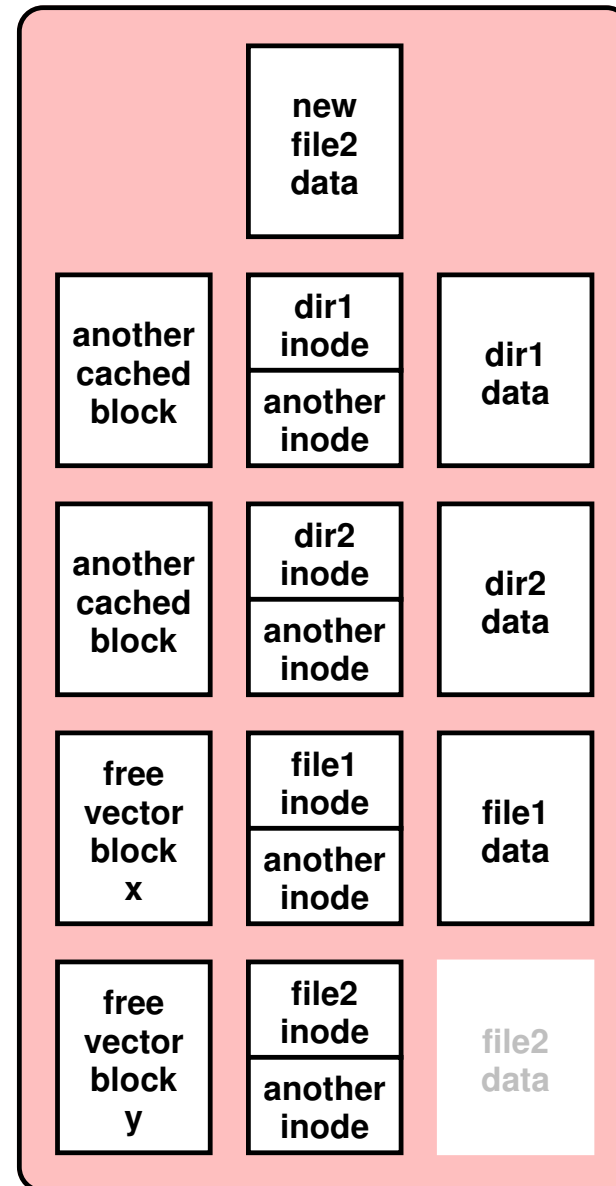 new
file2
data
another
cached
block
dir1
inode
another
inode
dir1
data
another
cached
block
dir2
inode
another
inode
dir2
data
free
vector
block
x
file1
inode
another
inode
file1
data
free
vector
block
y
file2
inode
another
inode
file2
data